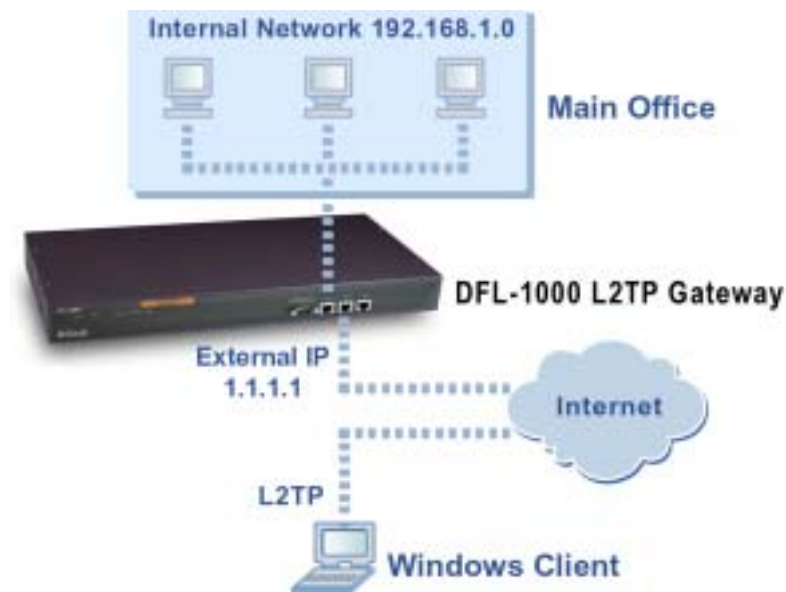 Internal Network 192.168.1.0
Main Office
DFL-1000 L2TP Gateway
External IP
1.1.1.1
Internet
L2TP
Windows Client